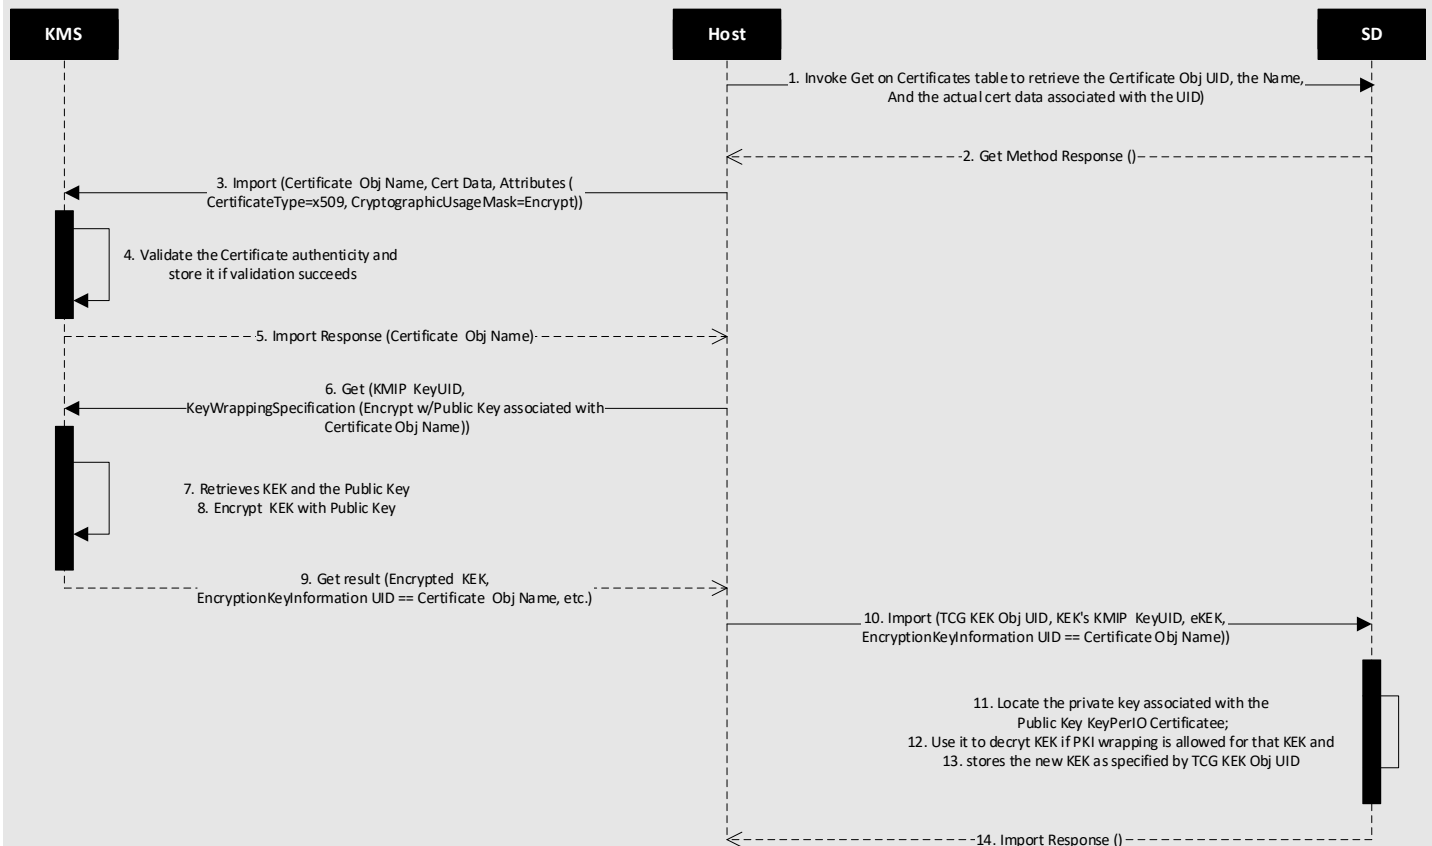 KMS
Host
SD
1. Invoke Get on Certificates table to retrieve the Certificate Obj UID, the Name,
And the actual cert data associated with the UID)
2. Get Method Response ()
3. Import (Certificate Obj Name, Cert Data, Attributes (
CertificateType=x509, CryptographicUsageMask=Encrypt))
4. Validate the Certificate authenticity and
store it if validation succeeds
5. Import Response (Certificate Obj Name)
6. Get (KMIP KeyUID,
KeyWrappingSpecification (Encrypt w/Public Key associated with
Certificate Obj Name))
7. Retrieves KEK and the Public Key
8. Encrypt KEK with Public Key
9. Get result (Encrypted KEK,
EncryptionKeyInformation UID == Certificate Obj Name, etc.)
10. Import (TCG KEK Obj UID, KEK's KMIP KeyUID, eKEK,
EncryptionKeyInformation UID == Certificate Obj Name))
11. Locate the private key associated with the
Public Key KeyPerIO Certificatee;
12. Use it to decryt KEK if PKI wrapping is allowed for that KEK and
13. stores the new KEK as specified by TCG KEK Obj UID
14. Import Response ()